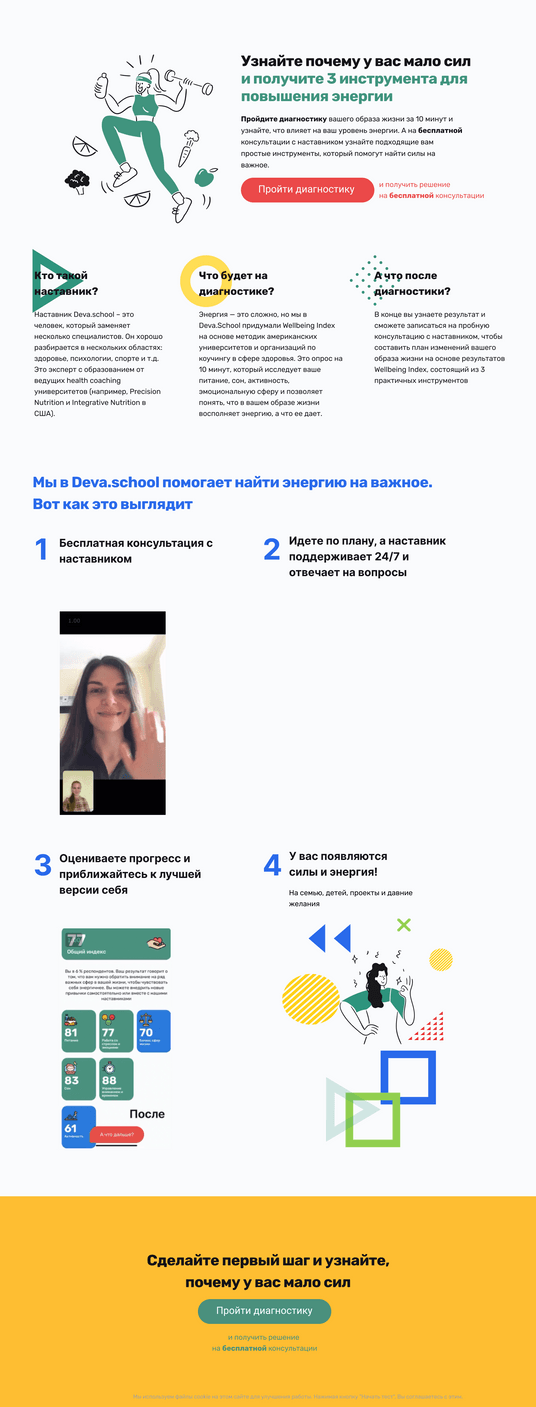 Узнайте почему у вас мало сил
и получите 3 инструмента для
повышения энергии
Пройдите диагностику вашего образа жизни за 10 минут и
узнайте, что влияет на ваш уровень энергии. А на бесплатной
консультации с наставником узнайте подходящие вам
простые инструменты, который помогут найти силы на
важное.
Пройти диагностику
и получить решение
на бесплатной консультации
Кто такой
наставник?
Наставник Deva.school – это
человек, который заменяет
несколько специалистов. Он хорошо
разбирается в нескольких областях:
здоровье, психологии, спорте и т.д.
Это эксперт с образованием от
ведущих health coaching
университетов (например, Precision
Nutrition и Integrative Nutrition в
США).
Что будет на
диагностике?
Энергия — это сложно, но мы в
Deva.School придумали Wellbeing Index
на основе методик американских
университетов и организаций по
коучингу в сфере здоровья. Это опрос на
10 минут, который исследует ваше
питание, сон, активность,
эмоциональную сферу и позволяет
понять, что в вашем образе жизни
восполняет энергию, а что ее дает.
А что после
диагностики?
В конце вы узнаете результат и
сможете записаться на пробную
консультацию с наставником, чтобы
составить план изменений вашего
образа жизни на основе результатов
Wellbeing Index, состоящий из 3
практичных инструментов
Мы в Deva.school помогает найти энергию на важное.
Вот как это выглядит
1
Бесплатная консультация с
наставником
2
Идете по плану, а наставник
поддерживает 24/7 и
отвечает на вопросы
1:00
3
Оцениваете прогресс и
приближайтесь к лучшей
версии себя
4
У вас появляются
силы и энергия!
На семью, детей, проекты и давние
желания
77
Общий индекс
Вы в 6 % респондентов. Ваш результат говорит о
том, что вам нужно обратить внимание на ряд
важных сфер в вашей жизни, чтобы чувствовать
себя энергичнее. Вы можете внедрить новые
привычки самостоятельно или вместе с нашими
наставниками
81
Питание
77
70
83
Сон
88
61
После
А что дальше?
Сделайте первый шаг и узнайте,
почему у вас мало сил
Пройти диагностику
и получить решение
на бесплатной консультации